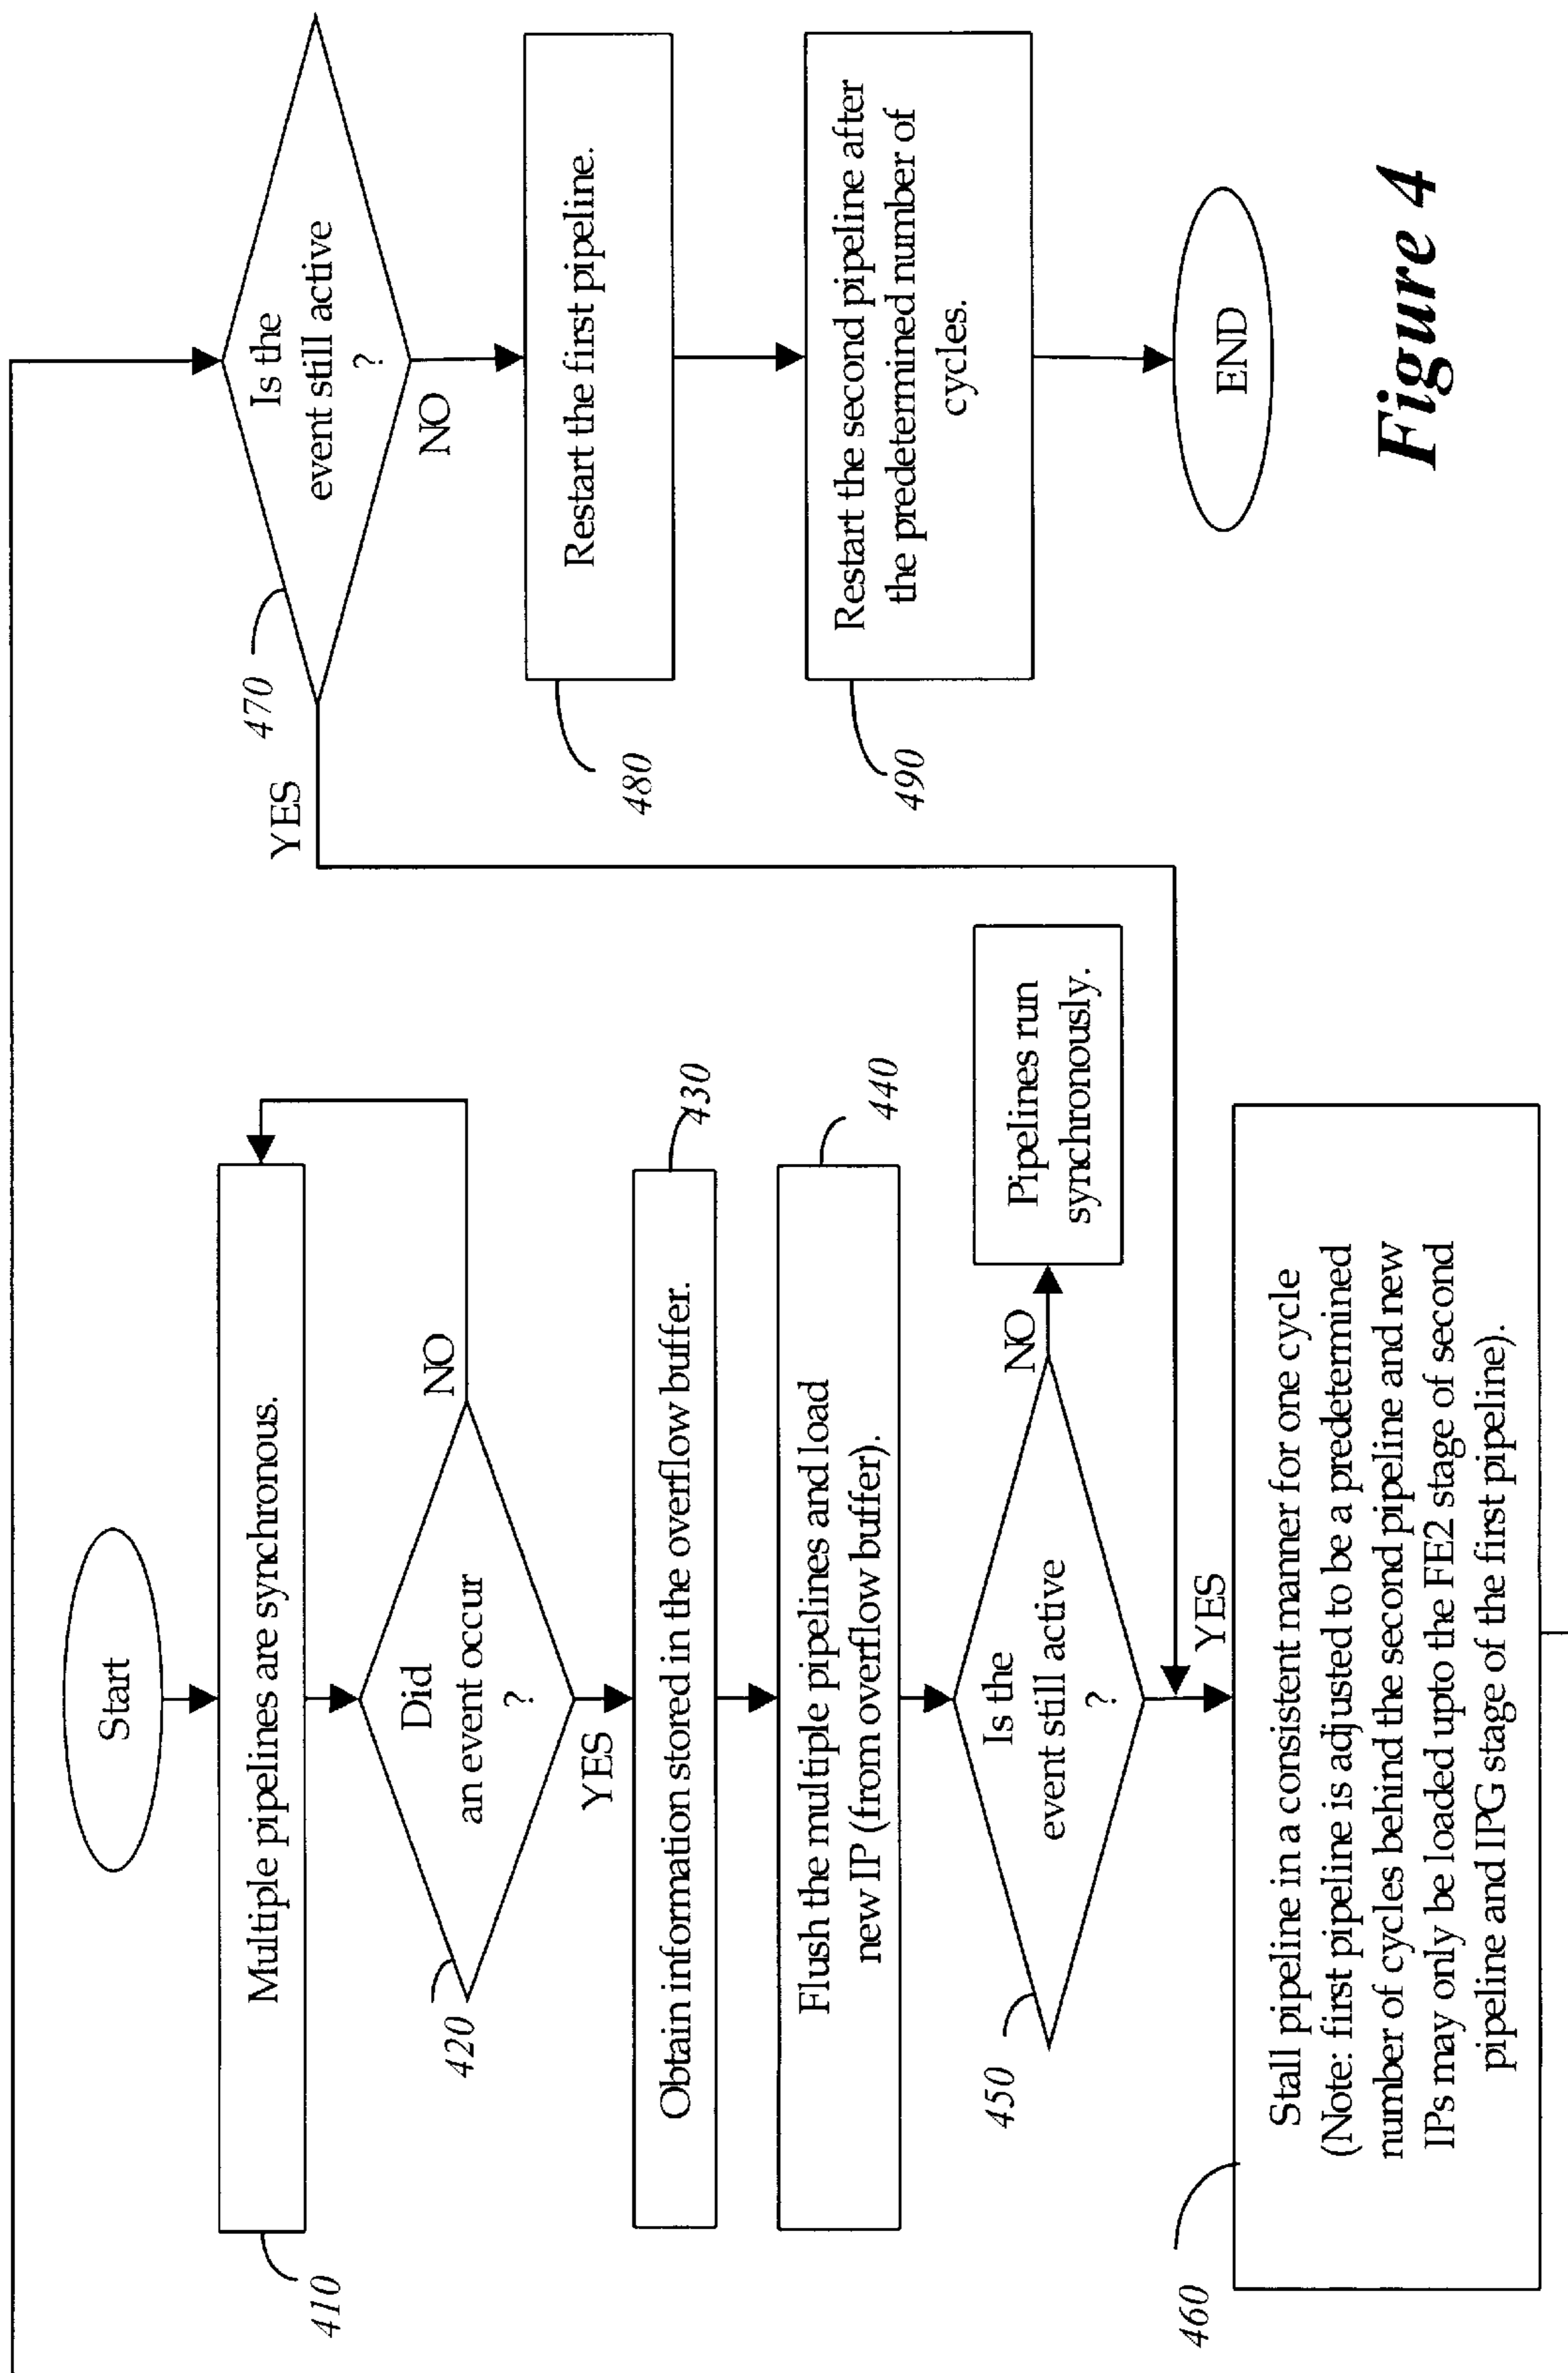 Start
Multiple pipelines are synchronous.
410
Did
an event occur
?
420
NO
YES
Obtain information stored in the overflow buffer.
430
Flush the multiple pipelines and load
new IP (from overflow buffer).
440
Is the
event still active
?
450
NO
Pipelines run
synchronously.
YES
Stall pipeline in a consistent manner for one cycle
(Note: first pipeline is adjusted to be a predetermined
number of cycles behind the second pipeline and new
IPs may only be loaded upto the FE2 stage of second
pipeline and IPG stage of the first pipeline).
460
Is the
event still active
?
470
YES
NO
Restart the first pipeline.
480
Restart the second pipeline after
the predetermined number of
cycles.
490
END
Figure 4